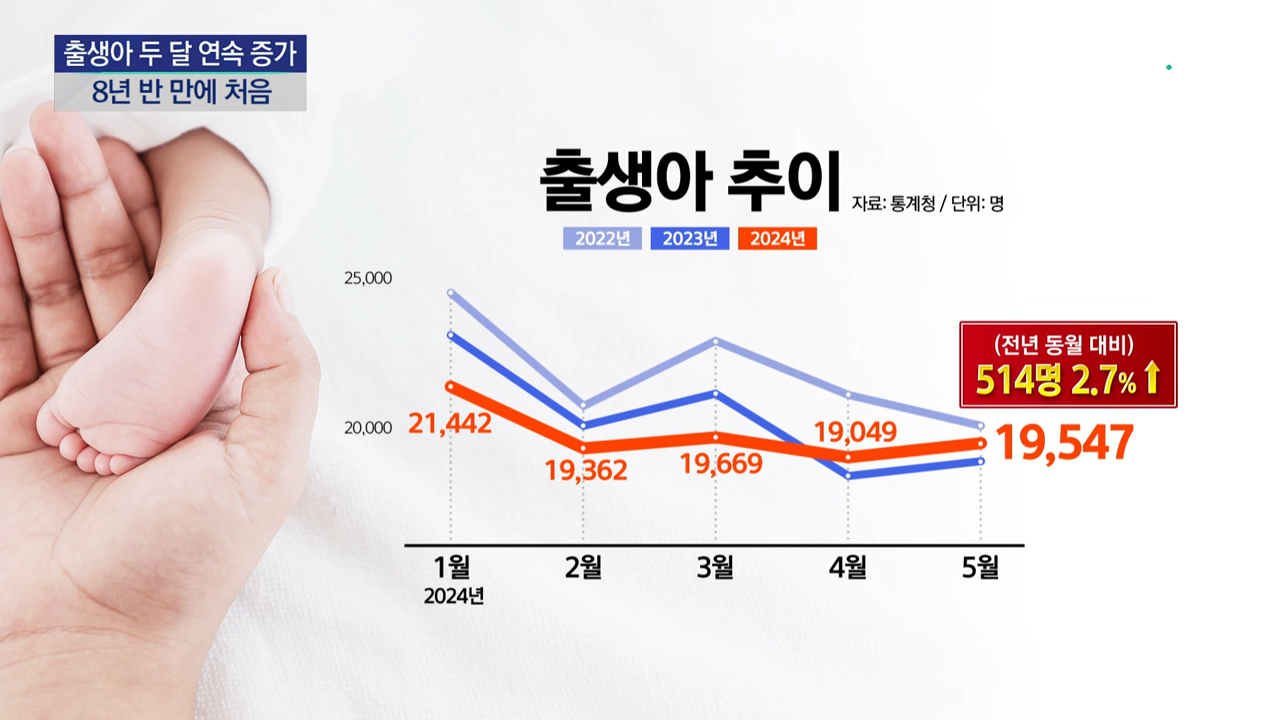 출생아 두 달 연속 증가
8년 반 만에 처음
출생아 추이 자료: 통계청 / 단위: 명
2022년 2023년 2024년
25,000
(전년 동월 대비)
514명 2.7% ↑
20,000 21,442 19,362 19,669 19,049 19,547
1월 2월 3월 4월 5월
2024년